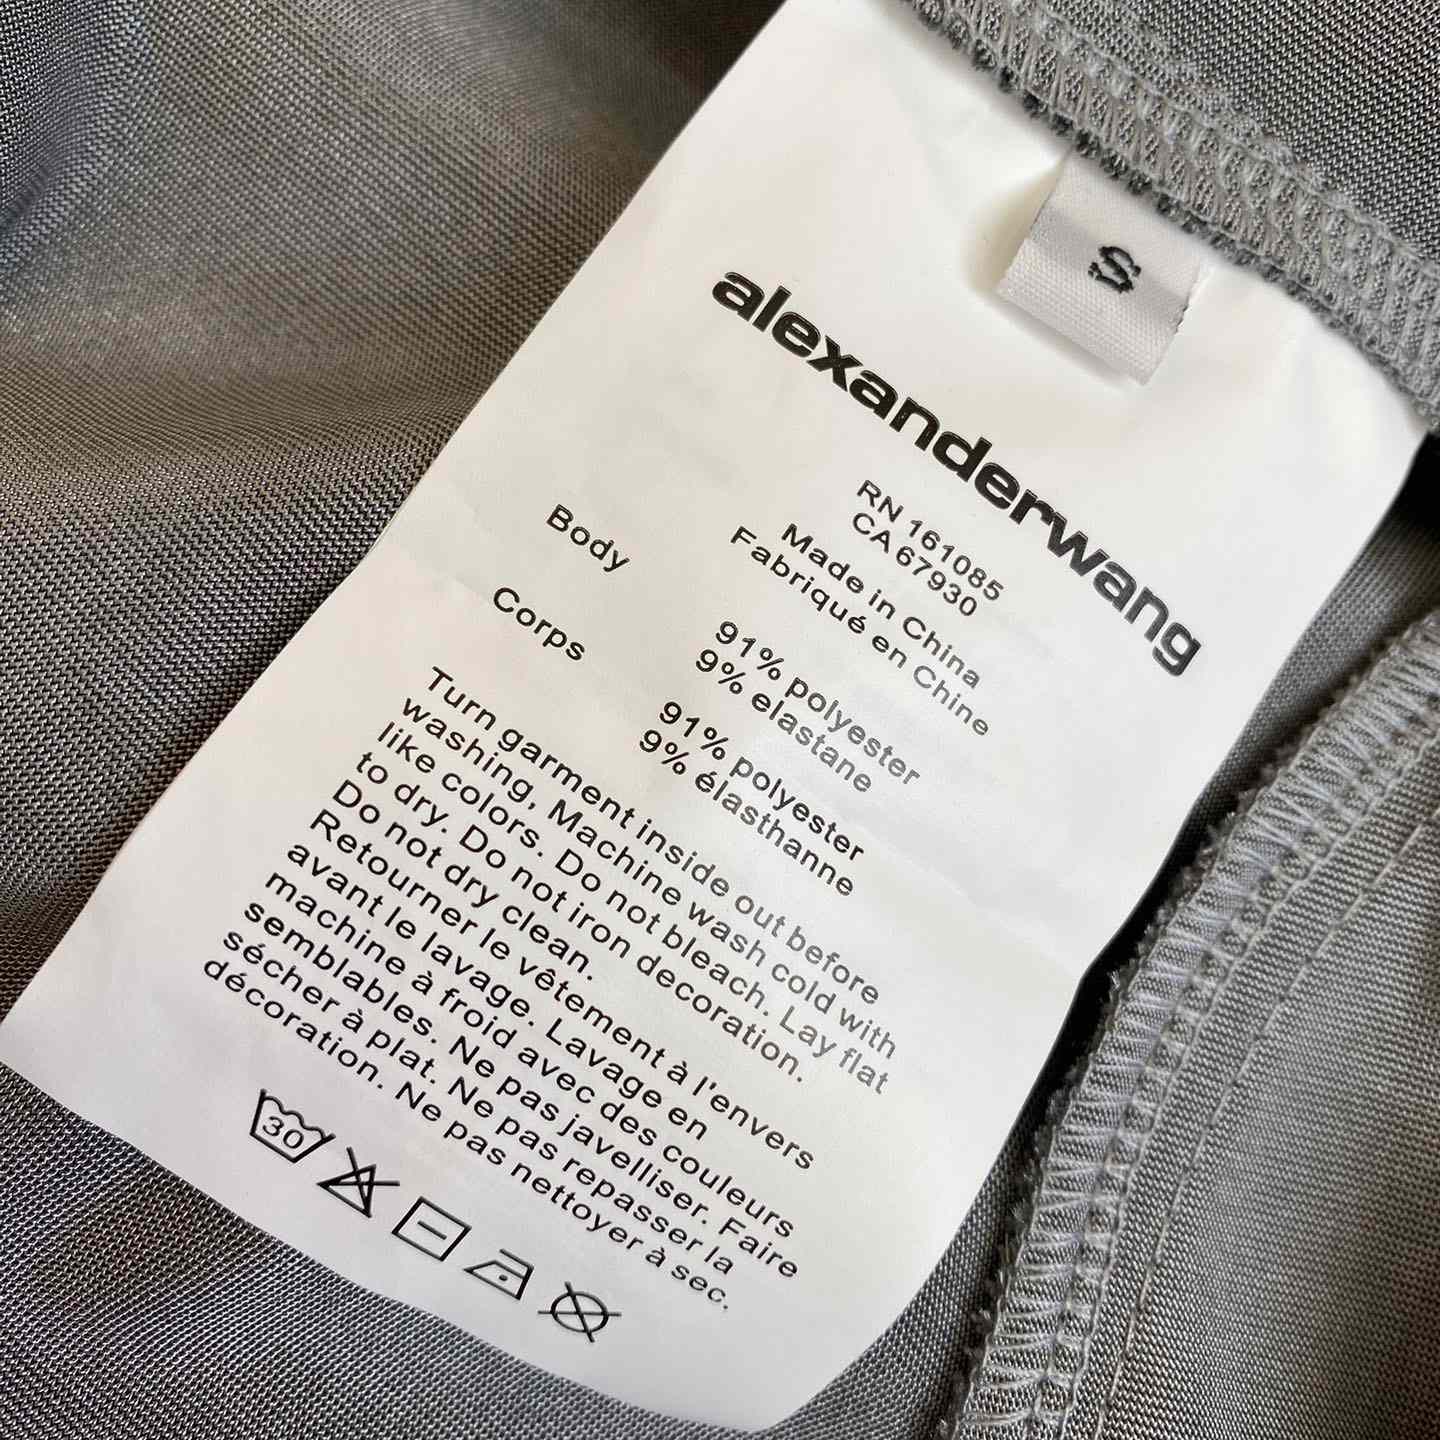 S
alexanderwang
RN 161085
CA 67930
Made in China
Fabriqué en Chine
Body 91% polyester
9% elastane
Corps 91% polyester
9% élasthanne
Turn garment inside out before
washing, Machine wash cold with
like colors. Do not bleach. Lay flat
to dry. Do not iron decoration.
Do not dry clean.
Retourner le vêtement à l'envers
avant le lavage. Lavage en
machine à froid avec des couleurs
semblables. Ne pas javelliser. Faire
sécher à plat. Ne pas repasser la
décoration. Ne pas nettoyer à sec.
30